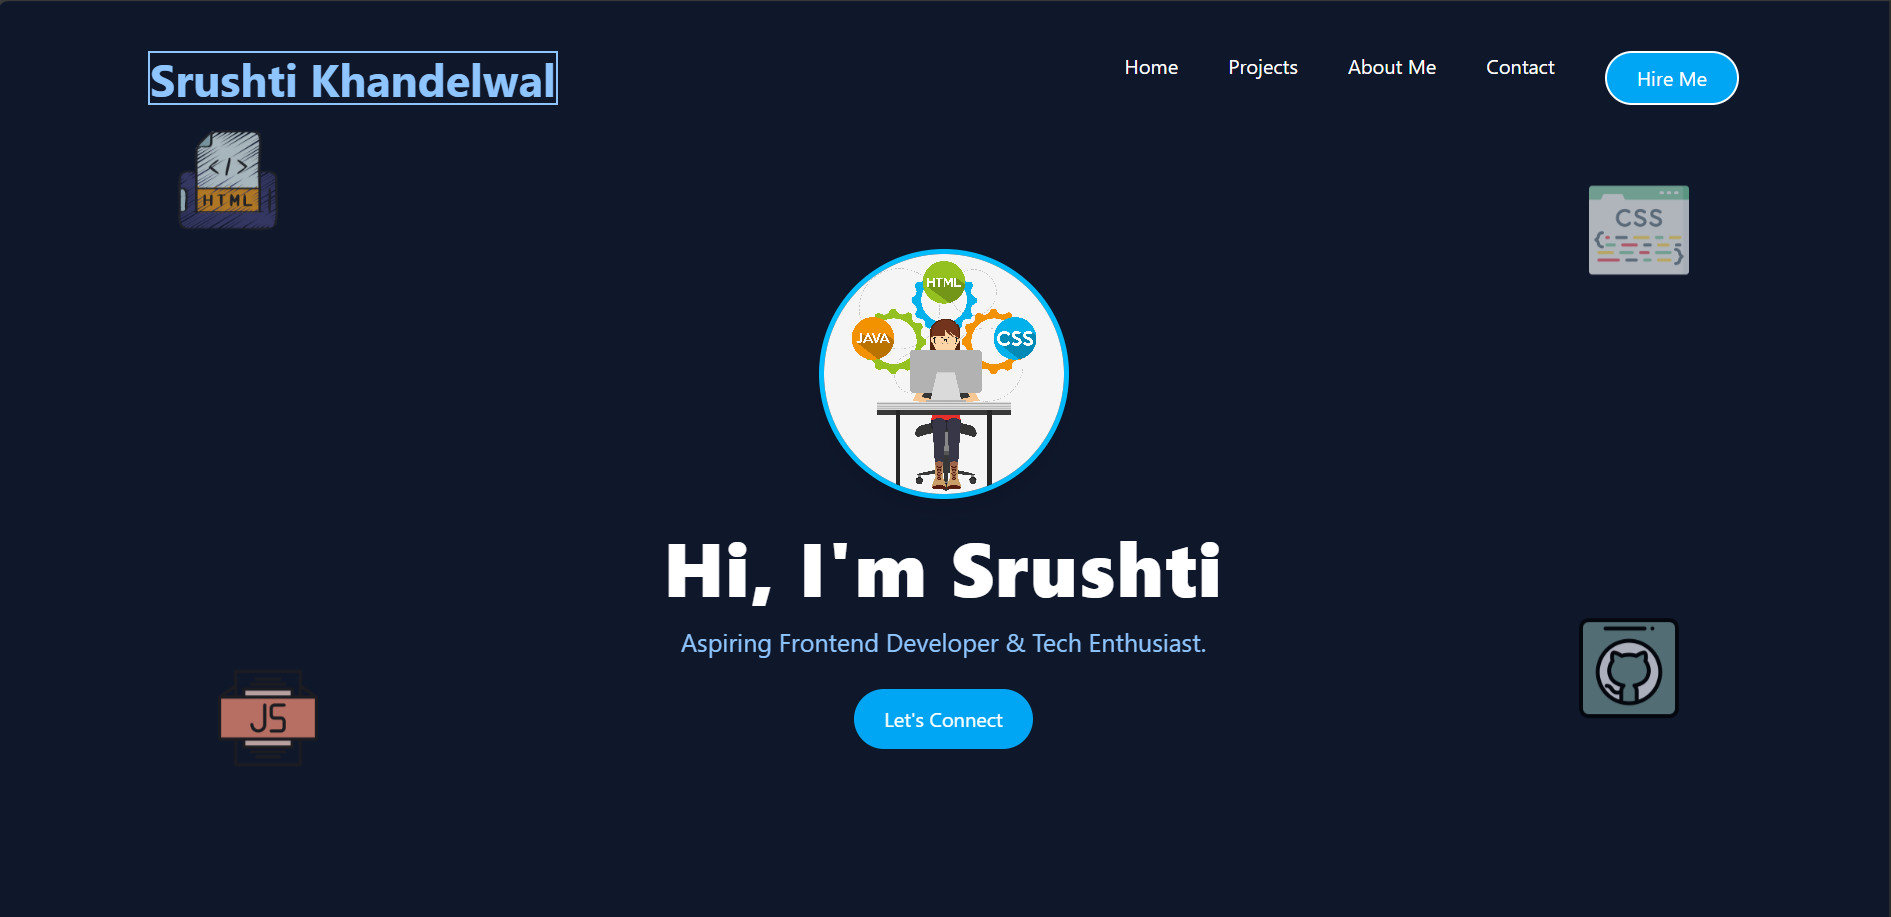 Srushti Khandelwal
Home Projects About Me Contact Hire Me
</>
HTML
CSS
{
}
HTML
JAVA
CSS
Hi, I'm Srushti
Aspiring Frontend Developer & Tech Enthusiast.
Let's Connect
JS